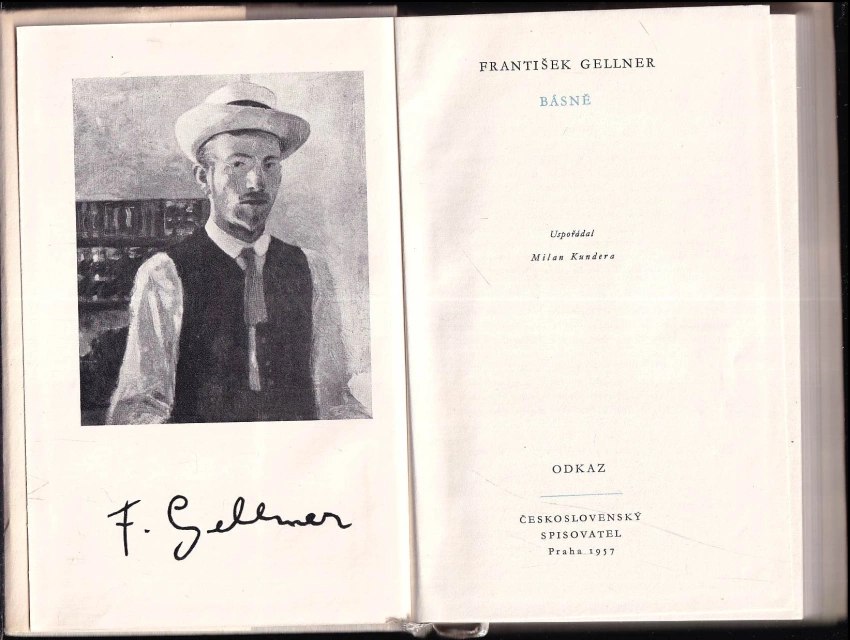 F. Gellner
FRANTIŠEK GELLNER
BÁSNĚ
Uspořádal
Milan Kundera
ODKAZ
ČESKOSLOVENSKÝ
SPISOVATEL
Praha 1957